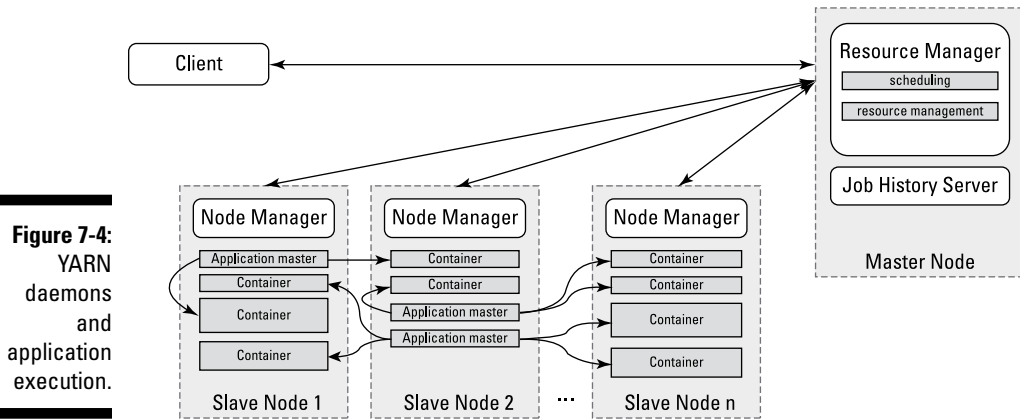 Client
Resource Manager
scheduling
resource management
Job History Server
Master Node
Node Manager
Application master
Container
Container
Container
Slave Node 1
Node Manager
Container
Container
Application master
Application master
Slave Node 2
...
Node Manager
Container
Container
Container
Container
Slave Node n
Figure 7-4:
YARN
daemons
and
application
execution.